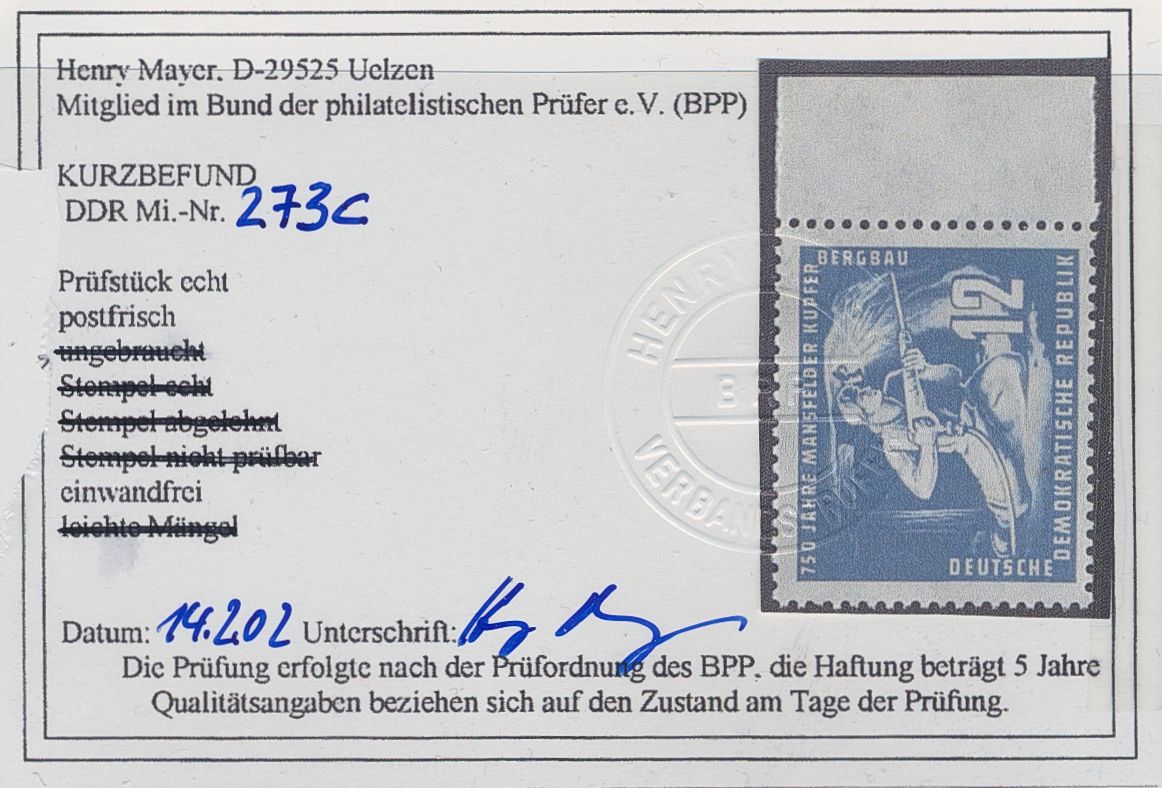 Henry Mayer. D-29525 Uelzen
Mitglied im Bund der philatelistischen Prüfer e.V. (BPP)
KURZBEFUND
DDR Mi.-Nr. 273c
Prüfstück echt
postfrisch
ungebraucht
Stempel echt
Stempel abgelehnt
Stempel nicht prüfbar
einwandfrei
leichte Mängel
Datum: 14.2.02 Unterschrift:
Die Prüfung erfolgte nach der Prüfordnung des BPP, die Haftung beträgt 5 Jahre
Qualitätsangaben beziehen sich auf den Zustand am Tage der Prüfung.
HENRY
VERBANDS
750 JAHRE MANSFELDER KUPFER
BERGBAU
12
DEUTSCHE
DEMOKRATISCHE REPUBLIK